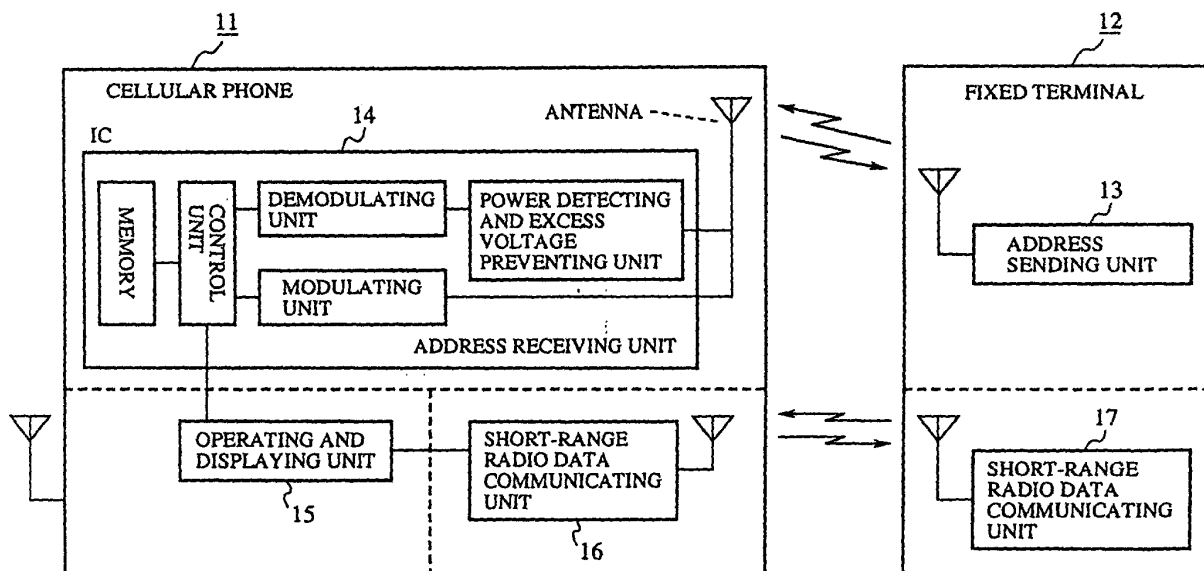 11
12
CELLULAR PHONE
FIXED TERMINAL
ANTENNA
IC
14
MEMORY
CONTROL
UNIT
DEMODULATING
UNIT
POWER DETECTING
AND EXCESS
VOLTAGE
PREVENTING UNIT
MODULATING
UNIT
ADDRESS RECEIVING UNIT
13
ADDRESS
SENDING UNIT
OPERATING AND
DISPLAYING UNIT
15
SHORT-RANGE
RADIO DATA
COMMUNICATING
UNIT
16
17
SHORT-RANGE
RADIO DATA
COMMUNICATING
UNIT